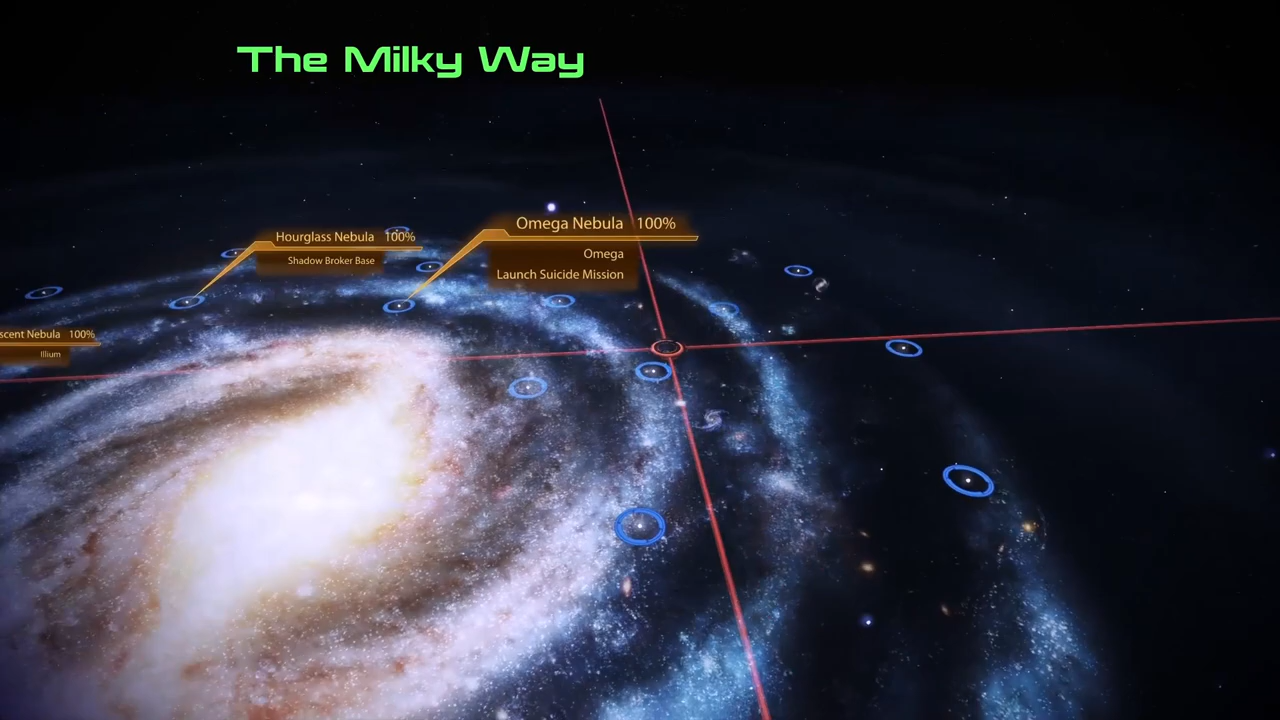 The Milky Way
Omega Nebula 100%
Omega
Launch Suicide Mission
Hourglass Nebula 100%
Shadow Broker Base
scent Nebula 100%
Illium